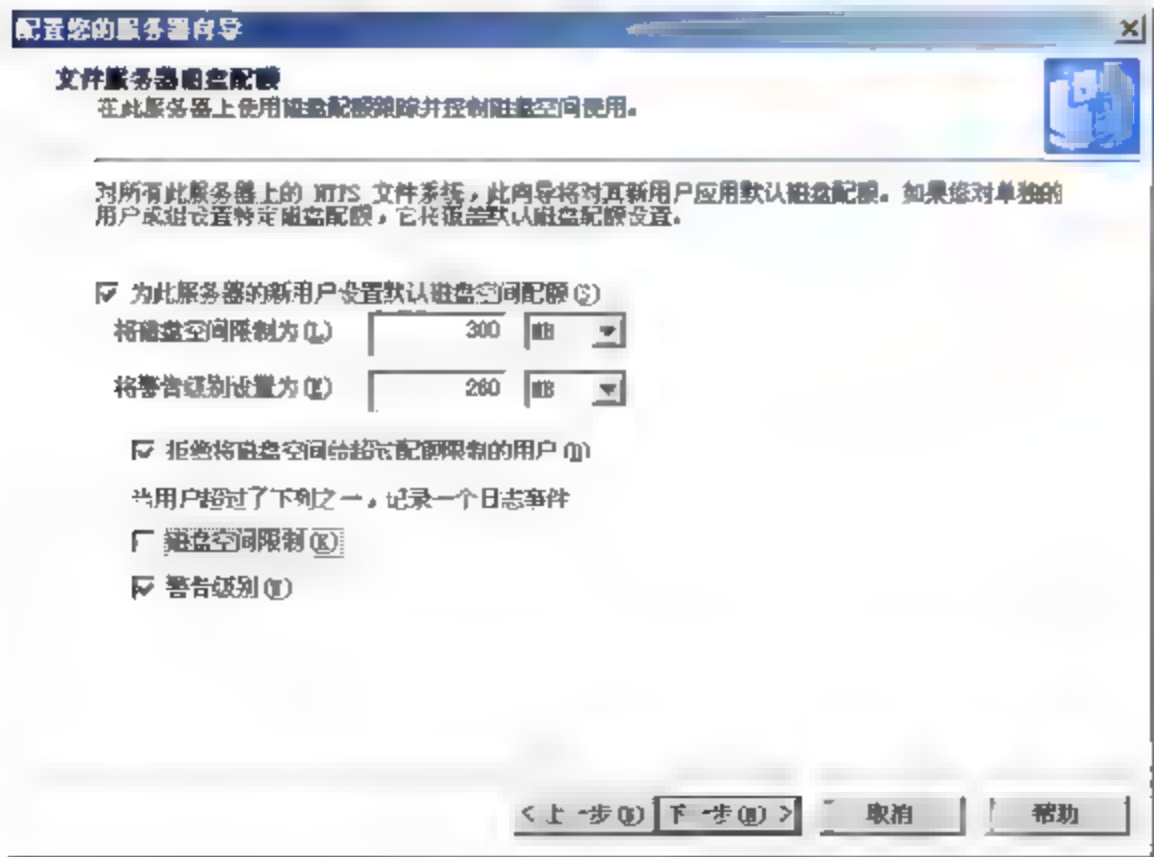 配置您的服务器向导
文件服务器磁盘配额
在此服务器上使用磁盘配额跟踪并控制磁盘空间使用。
对所有此服务器上的 NTFS 文件系统，此向导将对其新用户应用默认磁盘配额。如果您对单独的
用户或组设置特定磁盘配额，它将覆盖默认磁盘配额设置。
为此服务器的新用户设置默认磁盘空间配额(S)
将磁盘空间限制为(L) 300 MB
将警告级别设置为(E) 260 MB
拒绝将磁盘空间给超过配额限制的用户(D)
当用户超过了下列之一，记录一个日志事件
磁盘空间限制(K)
警告级别(W)
< 上一步(B) 下一步(N) > 取消 帮助